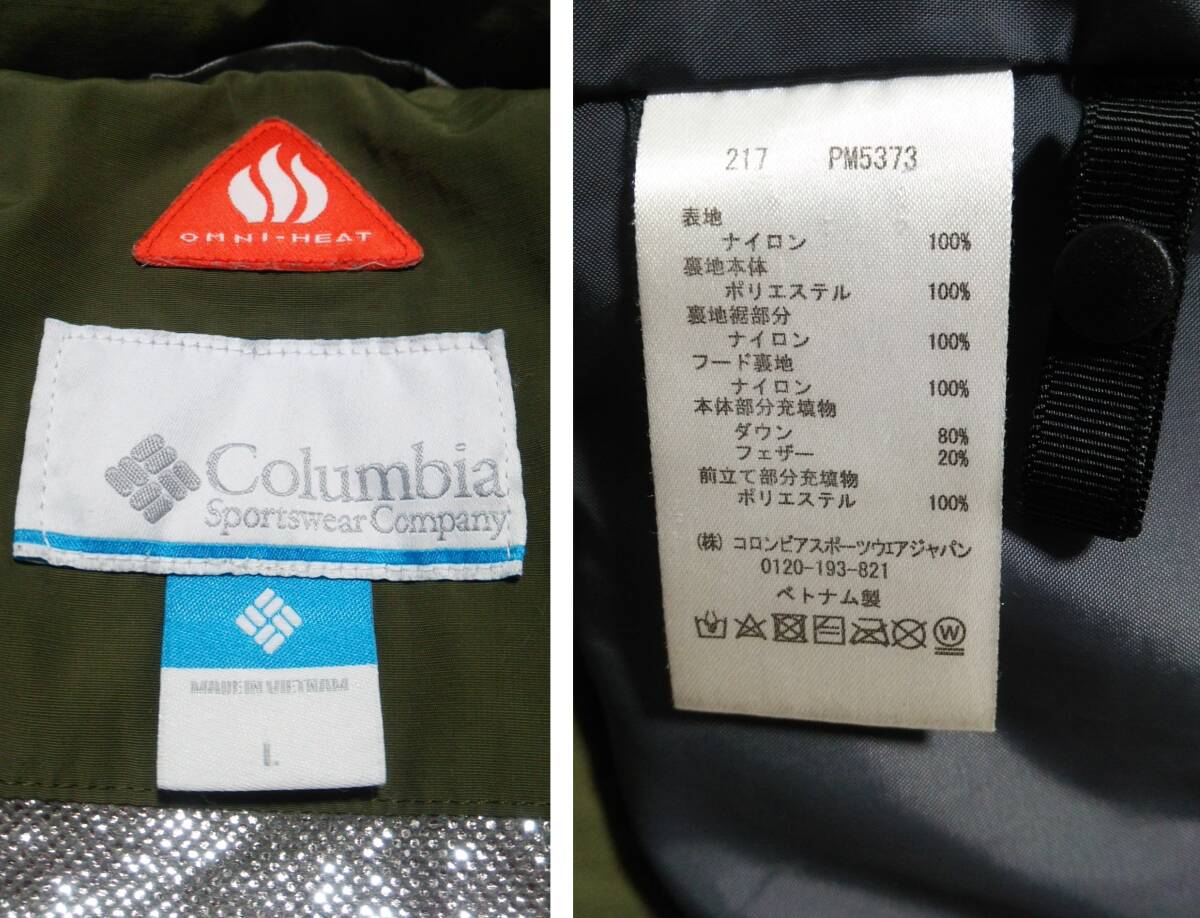 OMNI-HEAT
Columbia
Sportswear Company
MADE IN VIETNAM
L
217 PM5373
表地
ナイロン 100%
裏地本体
ポリエステル 100%
裏地裾部分
ナイロン 100%
フード裏地
ナイロン 100%
本体部分充填物
ダウン 80%
フェザー 20%
前立て部分充填物
ポリエステル 100%
(株) コロンビアスポーツウエアジャパン
0120-193-821
ベトナム製
W